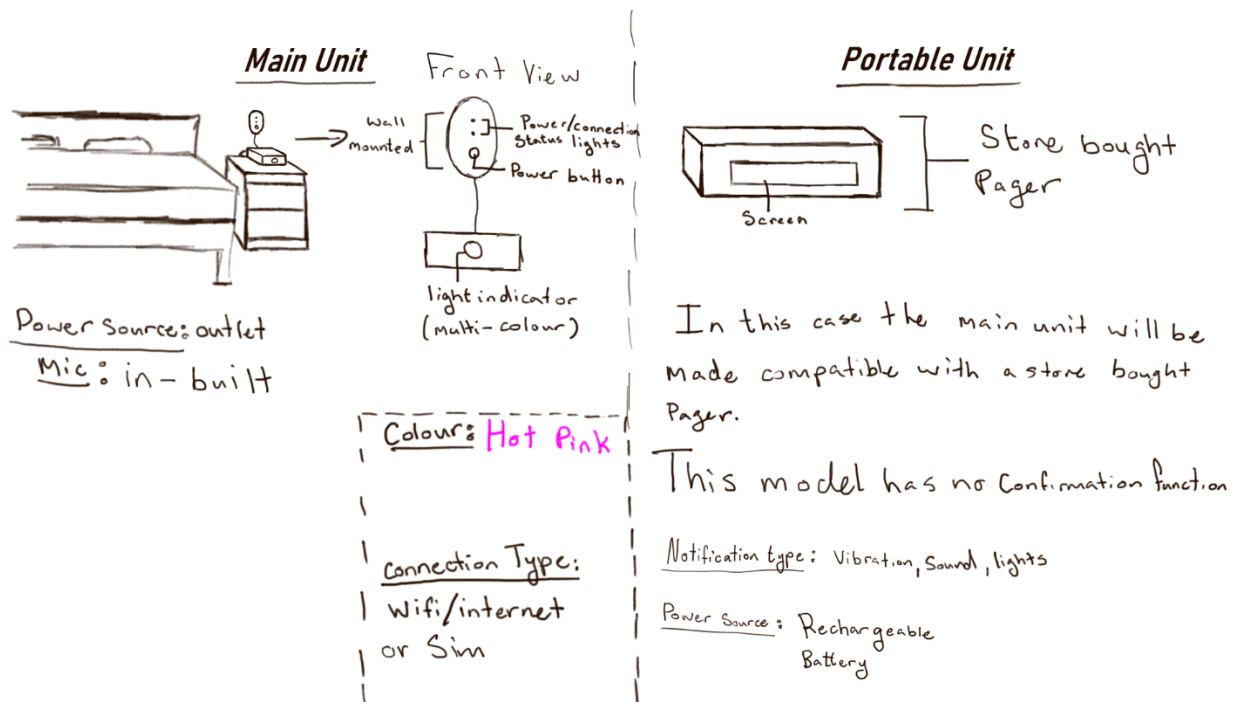 Main Unit
Front View
wall
mounted
Power/connection
Status lights
Power button
light indicator
(multi-colour)
Power Source: outlet
Mic: in-built
Colour: Hot Pink
Connection Type:
Wifi/internet
or Sim
Portable Unit
Store bought
Pager
Screen
In this case the main unit will be
made compatible with a store bought
Pager.
This model has no Confirmation function
Notification type: Vibration, Sound, lights
Power Source: Rechargeable
Battery